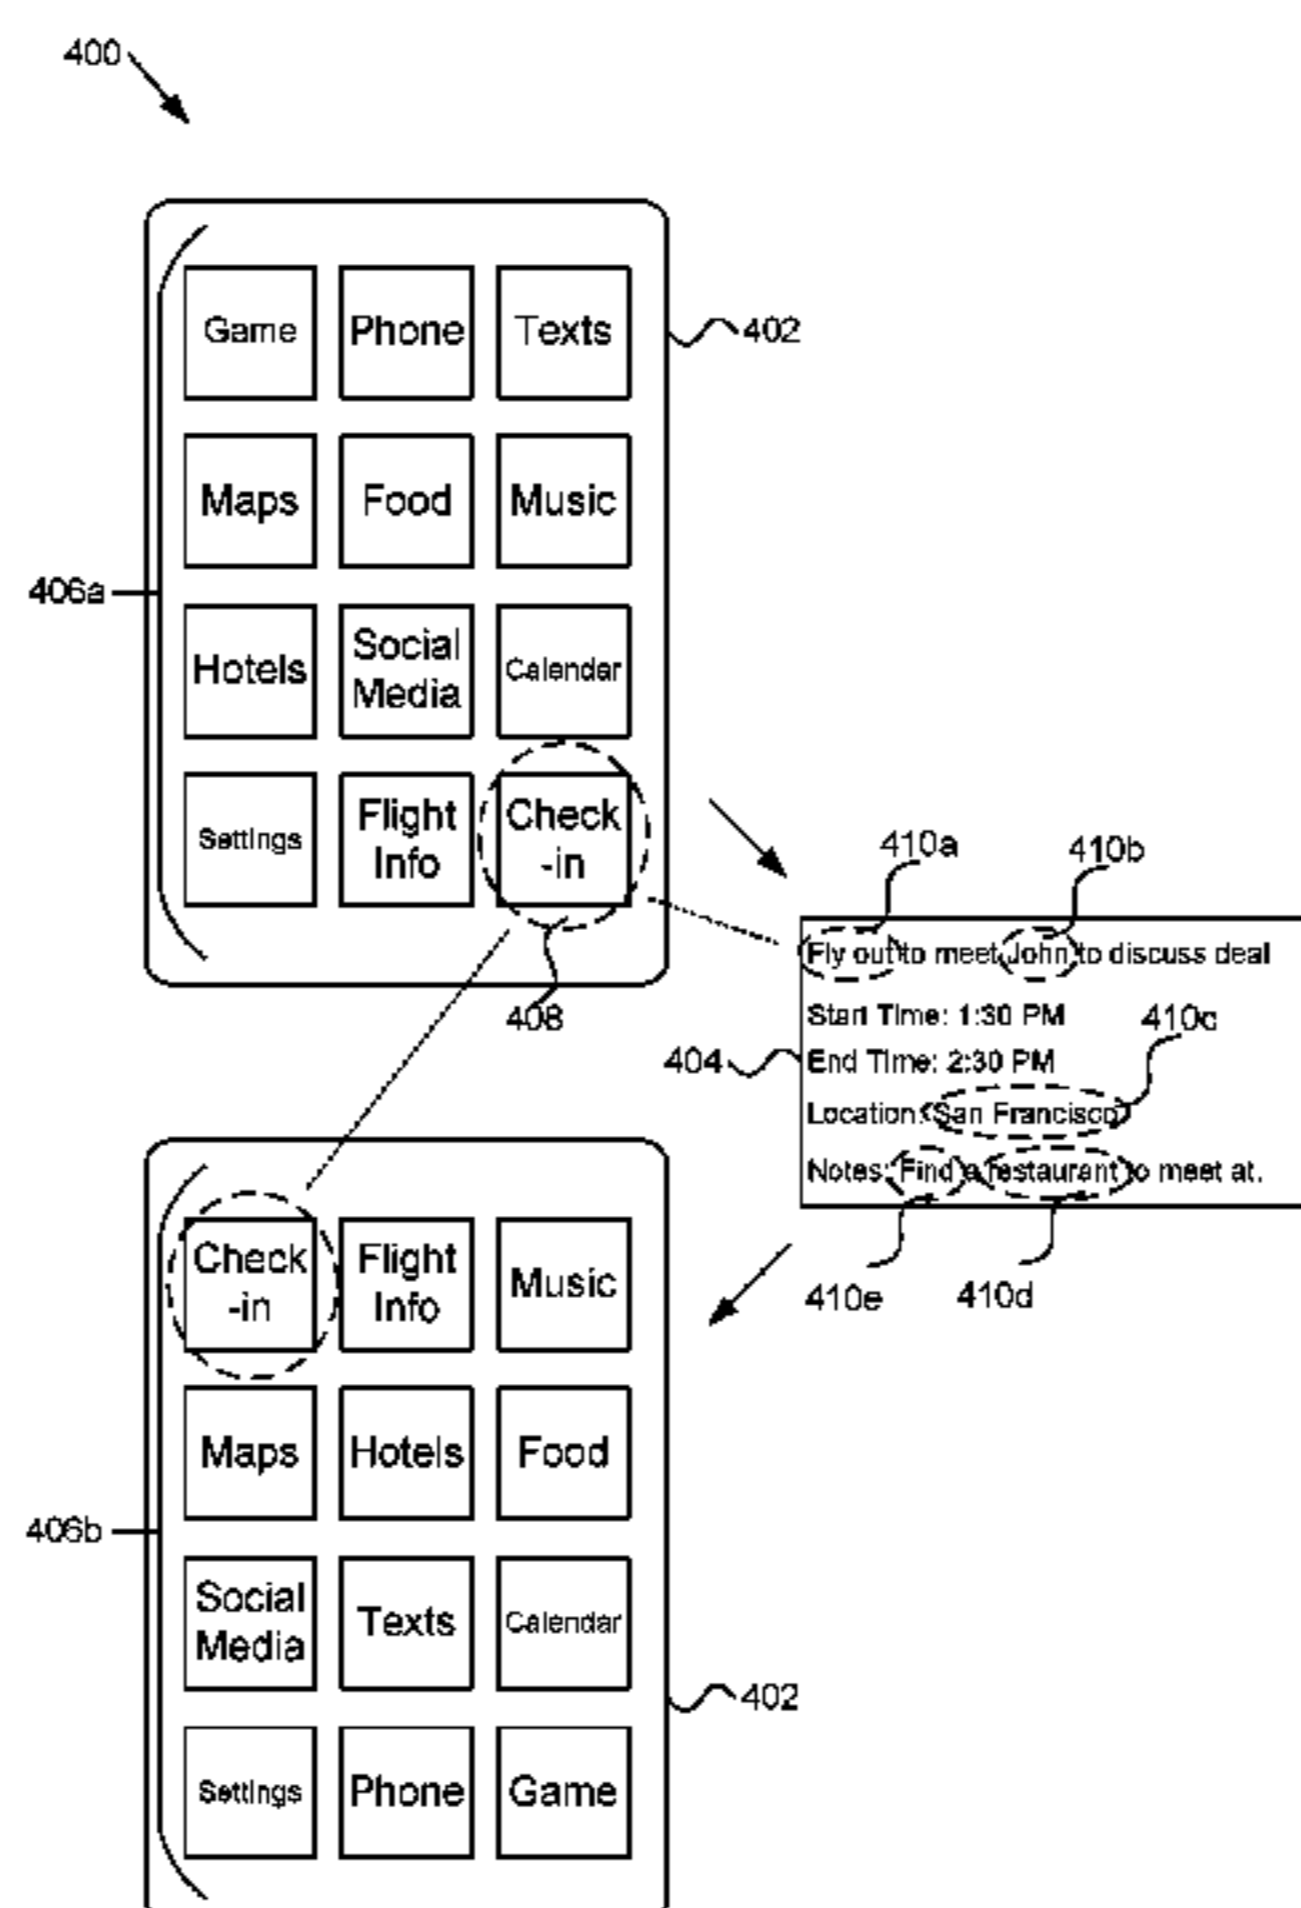 400
Game Phone Texts
402
Maps Food Music
406a
Hotels Social Media Calendar
Settings Flight Info Check-in
408
410a 410b
Fly out to meet John to discuss deal
Start Time: 1:30 PM
410c
404
End Time: 2:30 PM
Location: San Francisco
Notes: Find a restaurant to meet at.
410e 410d
Check-in Flight Info Music
Maps Hotels Food
406b
Social Media Texts Calendar
402
Settings Phone Game